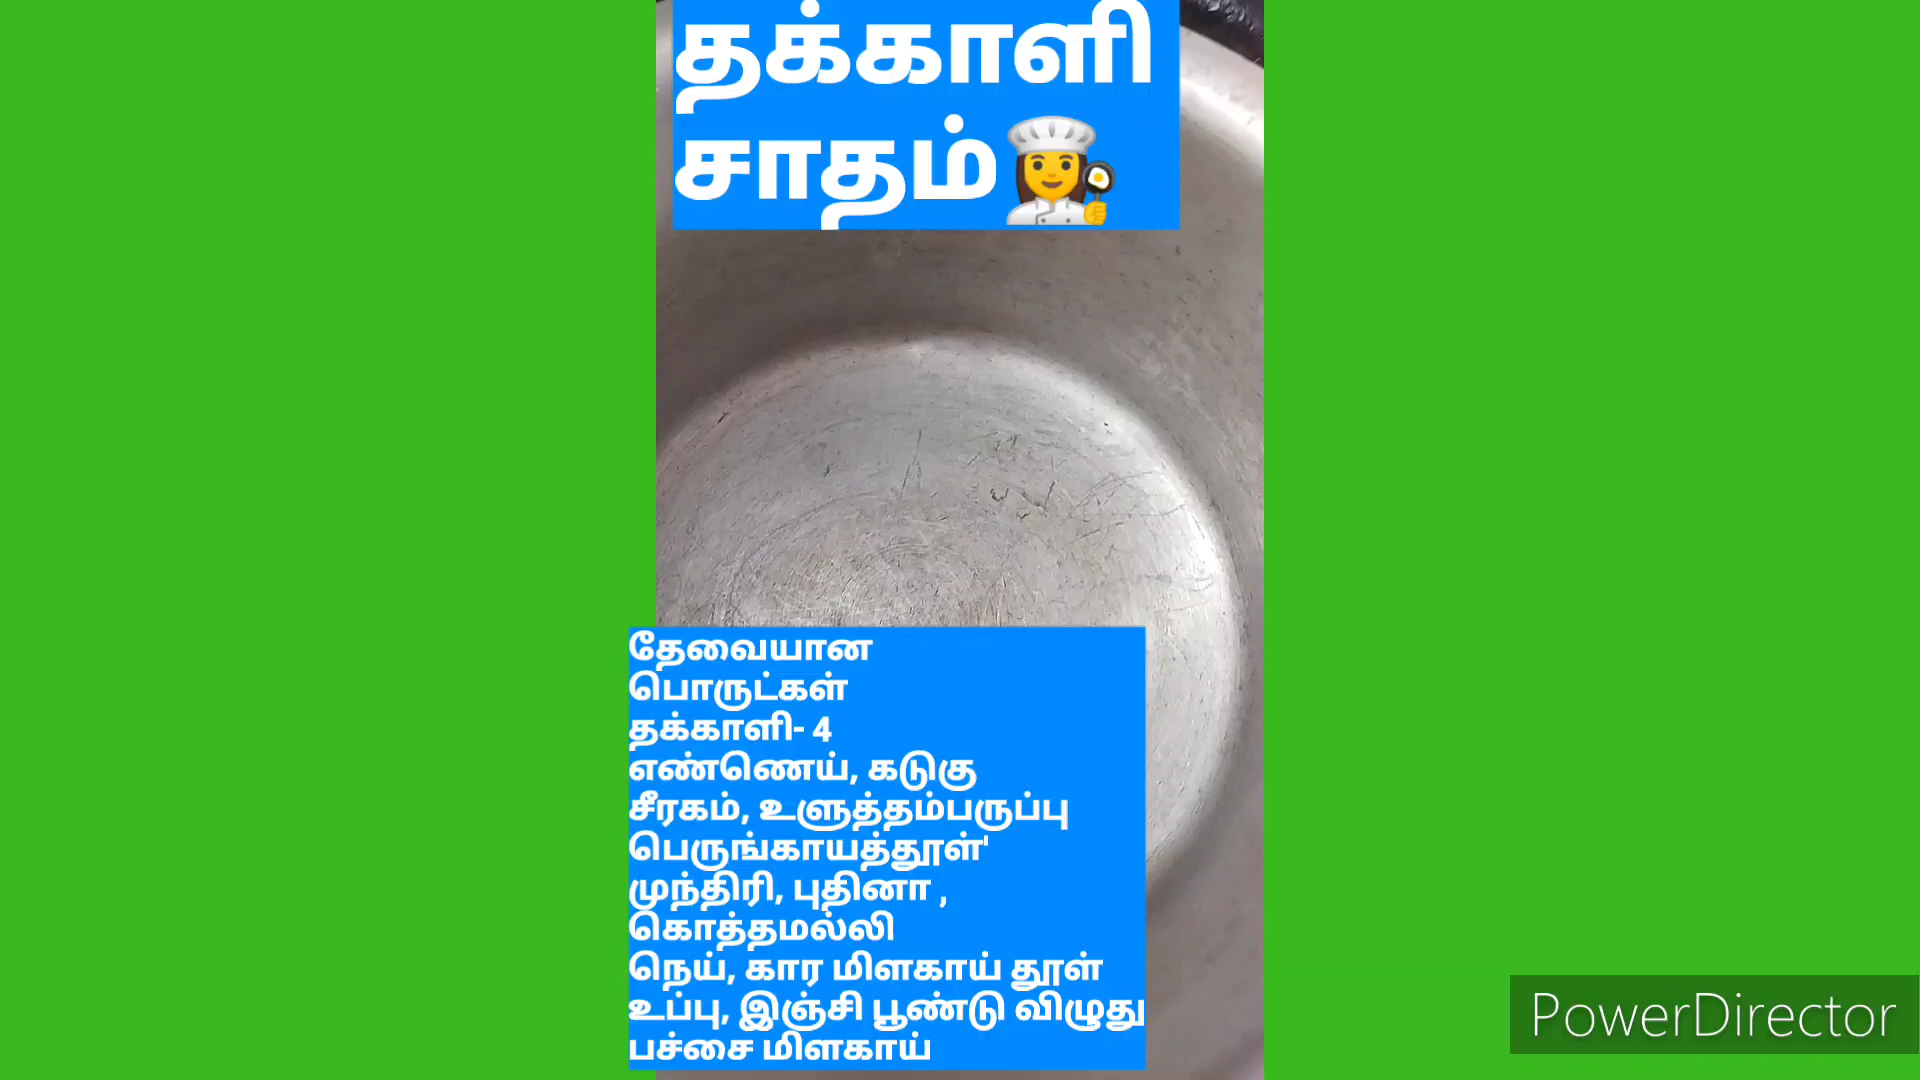 தக்காளி
சாதம்👩‍🍳
தேவையான
பொருட்கள்
தக்காளி- 4
எண்ணெய், கடுகு
சீரகம், உளுத்தம்பருப்பு
பெருங்காயத்தூள்'
முந்திரி, புதினா ,
கொத்தமல்லி
நெய், கார மிளகாய் தூள்
உப்பு, இஞ்சி பூண்டு விழுது
பச்சை மிளகாய்
PowerDirector